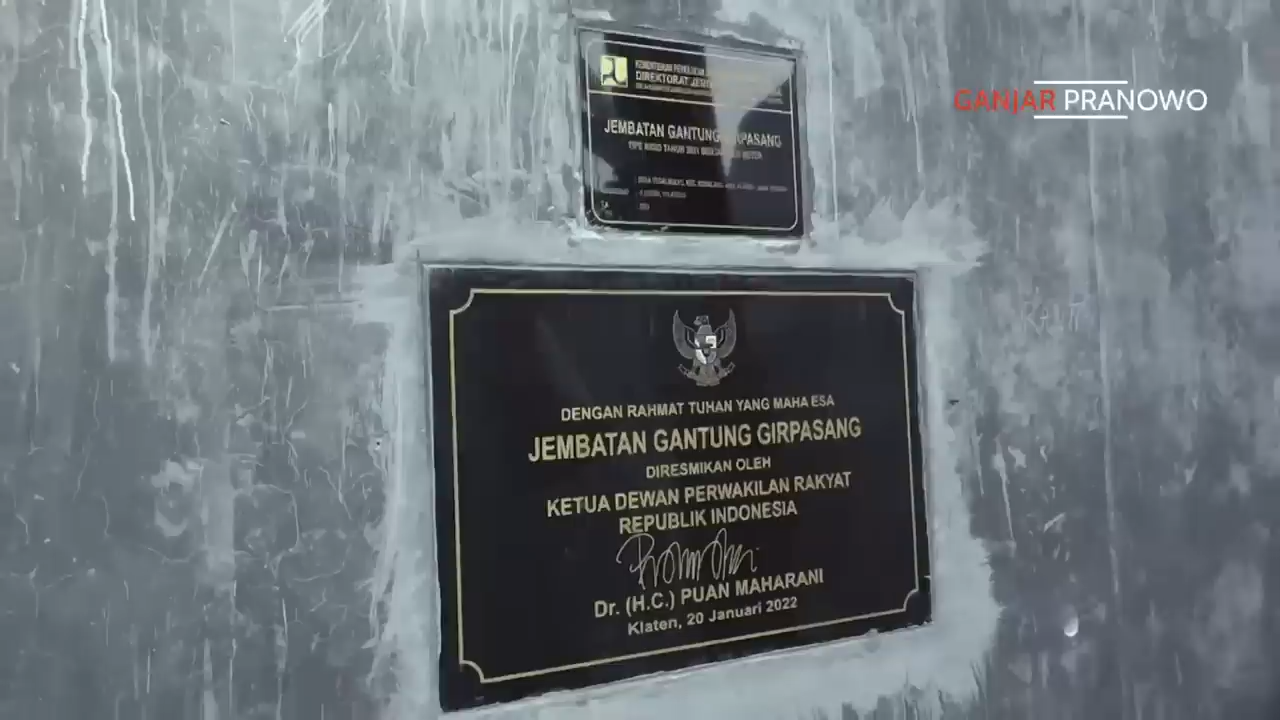 GANJAR PRANOWO
DIREKTORAT
JEMBATAN GANTUNG GIRPASANG
DENGAN RAHMAT TUHAN YANG MAHA ESA
JEMBATAN GANTUNG GIRPASANG
DIRESMIKAN OLEH
KETUA DEWAN PERWAKILAN RAKYAT
REPUBLIK INDONESIA
Dr. (H.C.) PUAN MAHARANI
Klaten, 20 Januari 2022